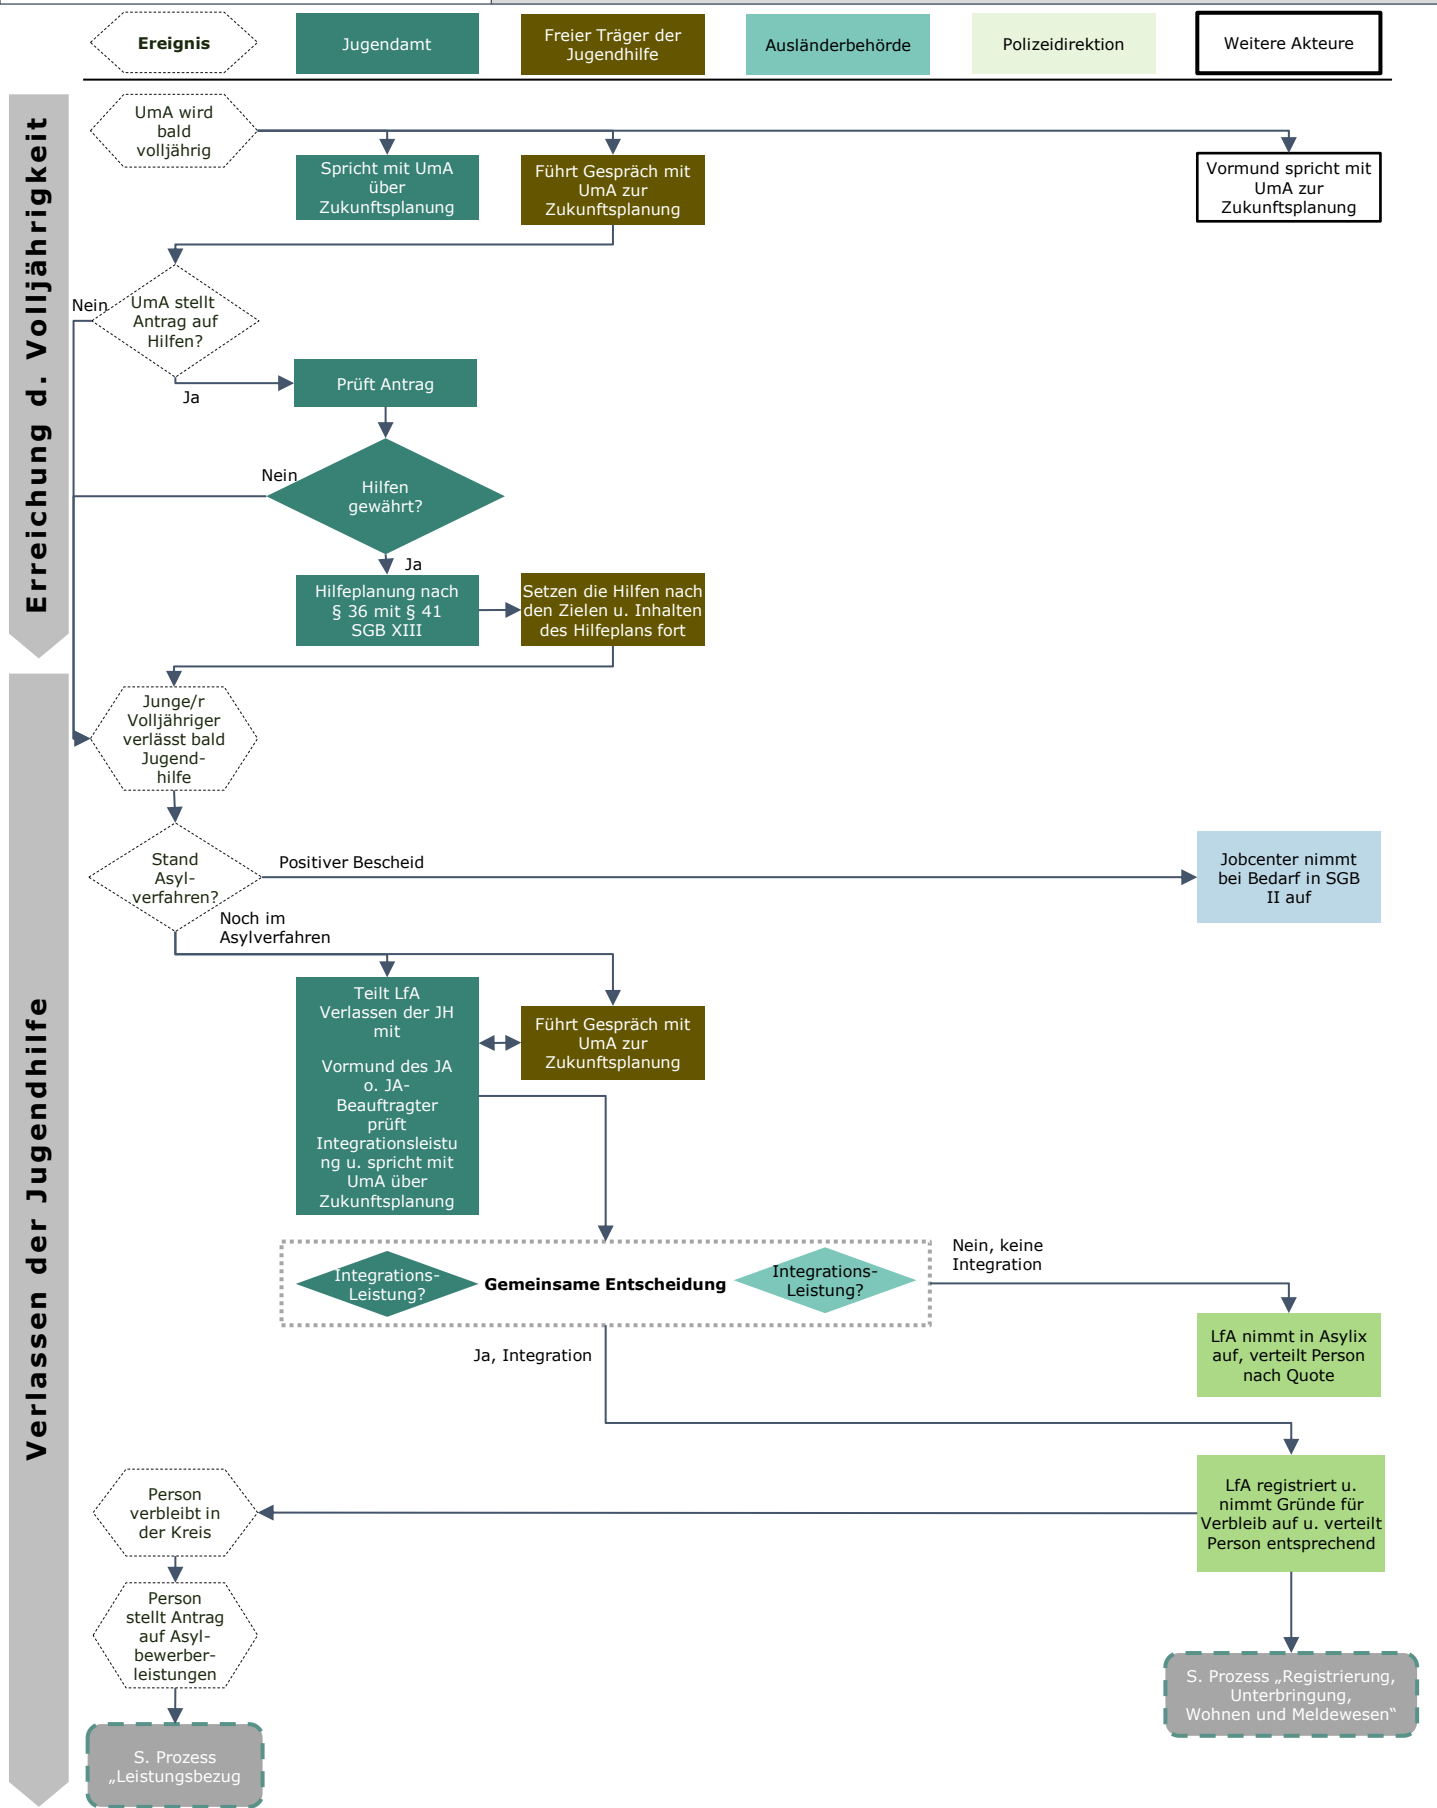 Ereignis
Jugendamt
Freier Träger der
Jugendhilfe
Ausländerbehörde
Polizeidirektion
Weitere Akteure
Erreichung d. Volljährigkeit
UmA wird
bald
volljährig
Spricht mit UmA
über
Zukunftsplanung
Führt Gespräch mit
UmA zur
Zukunftsplanung
Vormund spricht mit
UmA zur
Zukunftsplanung
Nein
UmA stellt
Antrag auf
Hilfen?
Ja
Prüft Antrag
Nein
Hilfen
gewährt?
Ja
Hilfeplanung nach
§ 36 mit § 41
SGB XIII
Setzen die Hilfen nach
den Zielen u. Inhalten
des Hilfeplans fort
Verlassen der Jugendhilfe
Junge/r
Volljähriger
verlässt bald
Jugend-
hilfe
Stand
Asyl-
verfahren?
Positiver Bescheid
Jobcenter nimmt
bei Bedarf in SGB
II auf
Noch im
Asylverfahren
Teilt LfA
Verlassen der JH
mit
Vormund des JA
o. JA-
Beauftragter
prüft
Integrationsleistu
ng u. spricht mit
UmA über
Zukunftsplanung
Führt Gespräch mit
UmA zur
Zukunftsplanung
Integrations-
Leistung?
Gemeinsame Entscheidung
Integrations-
Leistung?
Nein, keine
Integration
LfA nimmt in Asylix
auf, verteilt Person
nach Quote
Ja, Integration
LfA registriert u.
nimmt Gründe für
Verbleib auf u. verteilt
Person entsprechend
Person
verbleibt in
der Kreis
Person
stellt Antrag
auf Asyl-
bewerber-
leistungen
S. Prozess „Registrierung,
Unterbringung,
Wohnen und Meldewesen“
S. Prozess
„Leistungsbezug